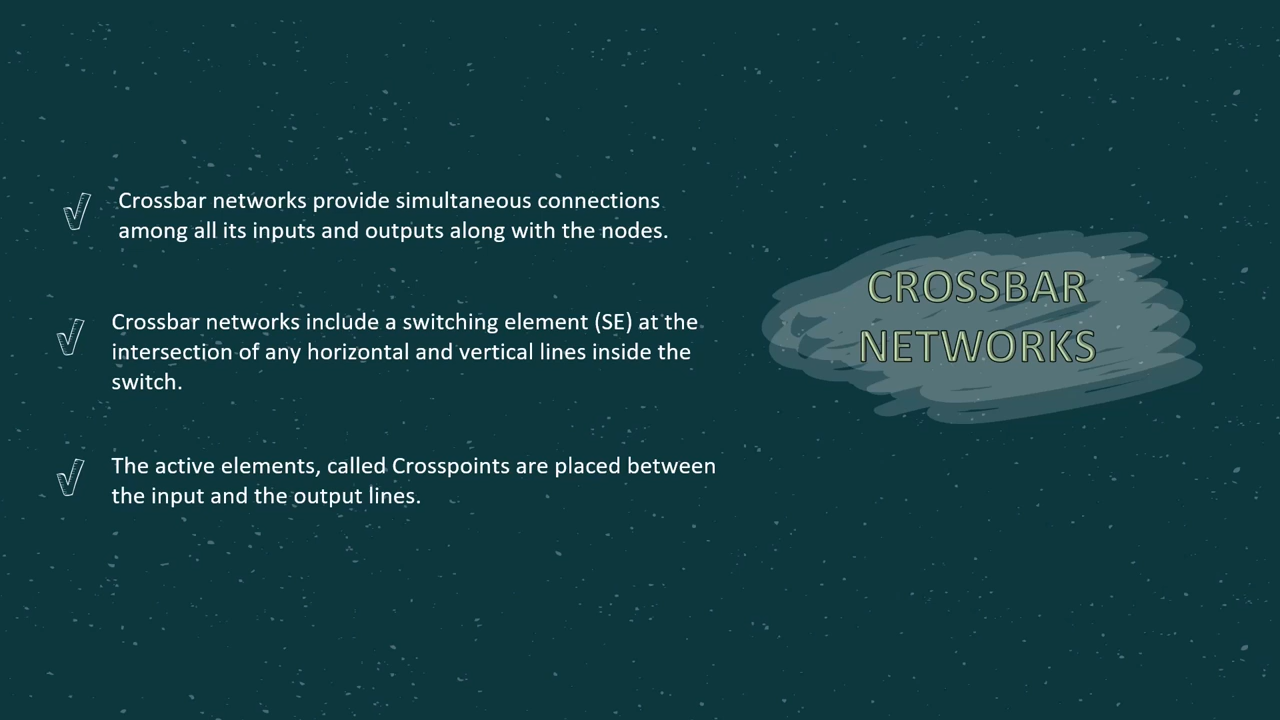 Crossbar networks provide simultaneous connections
among all its inputs and outputs along with the nodes.
Crossbar networks include a switching element (SE) at the
intersection of any horizontal and vertical lines inside the
switch.
The active elements, called Crosspoints are placed between
the input and the output lines.
CROSSBAR
NETWORKS